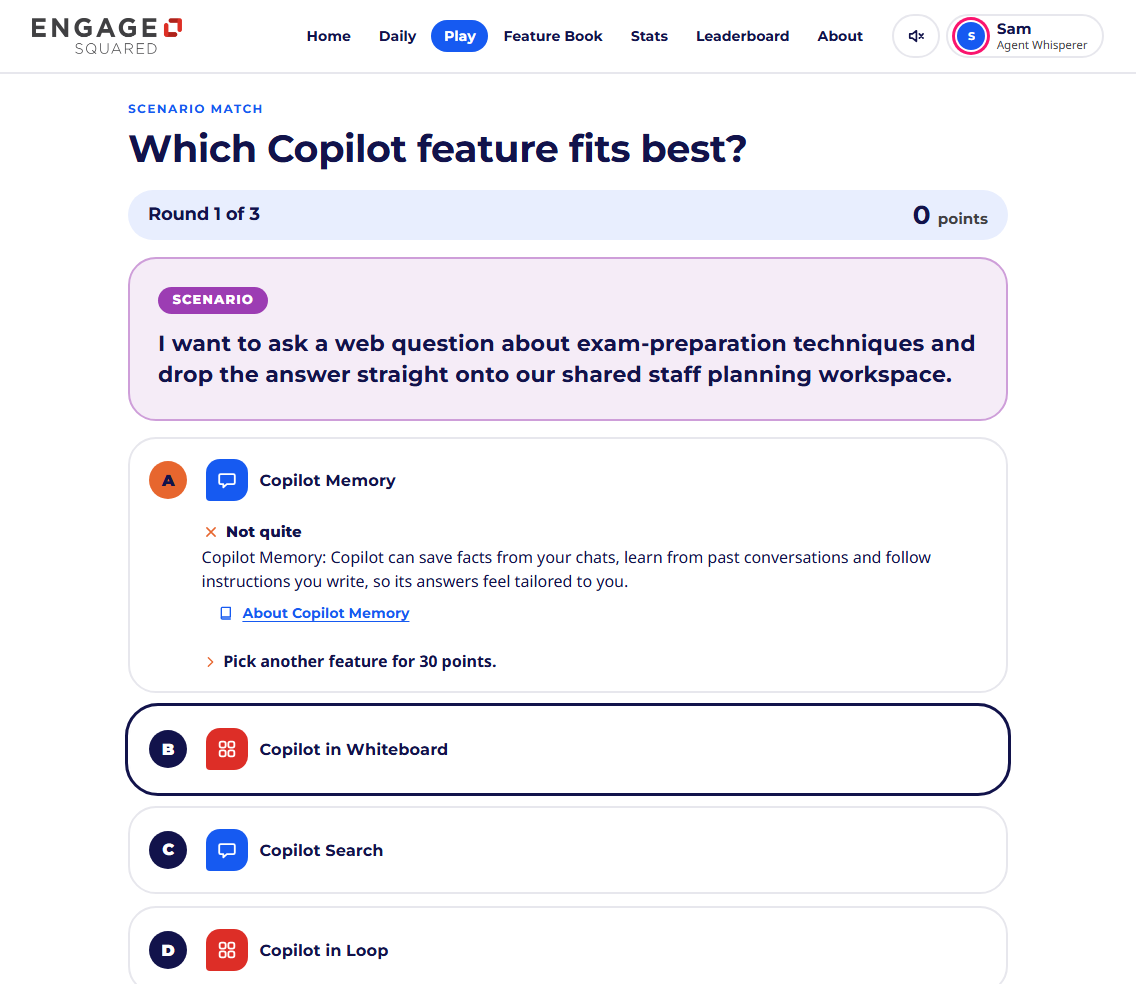 ENGAGE
SQUARED
Home
Daily
Play
Feature Book
Stats
Leaderboard
About
S
Sam
Agent Whisperer
SCENARIO MATCH
Which Copilot feature fits best?
Round 1 of 3
0 points
SCENARIO
I want to ask a web question about exam-preparation techniques and
drop the answer straight onto our shared staff planning workspace.
A
Copilot Memory
Not quite
Copilot Memory: Copilot can save facts from your chats, learn from past conversations and follow
instructions you write, so its answers feel tailored to you.
About Copilot Memory
Pick another feature for 30 points.
B
Copilot in Whiteboard
C
Copilot Search
D
Copilot in Loop